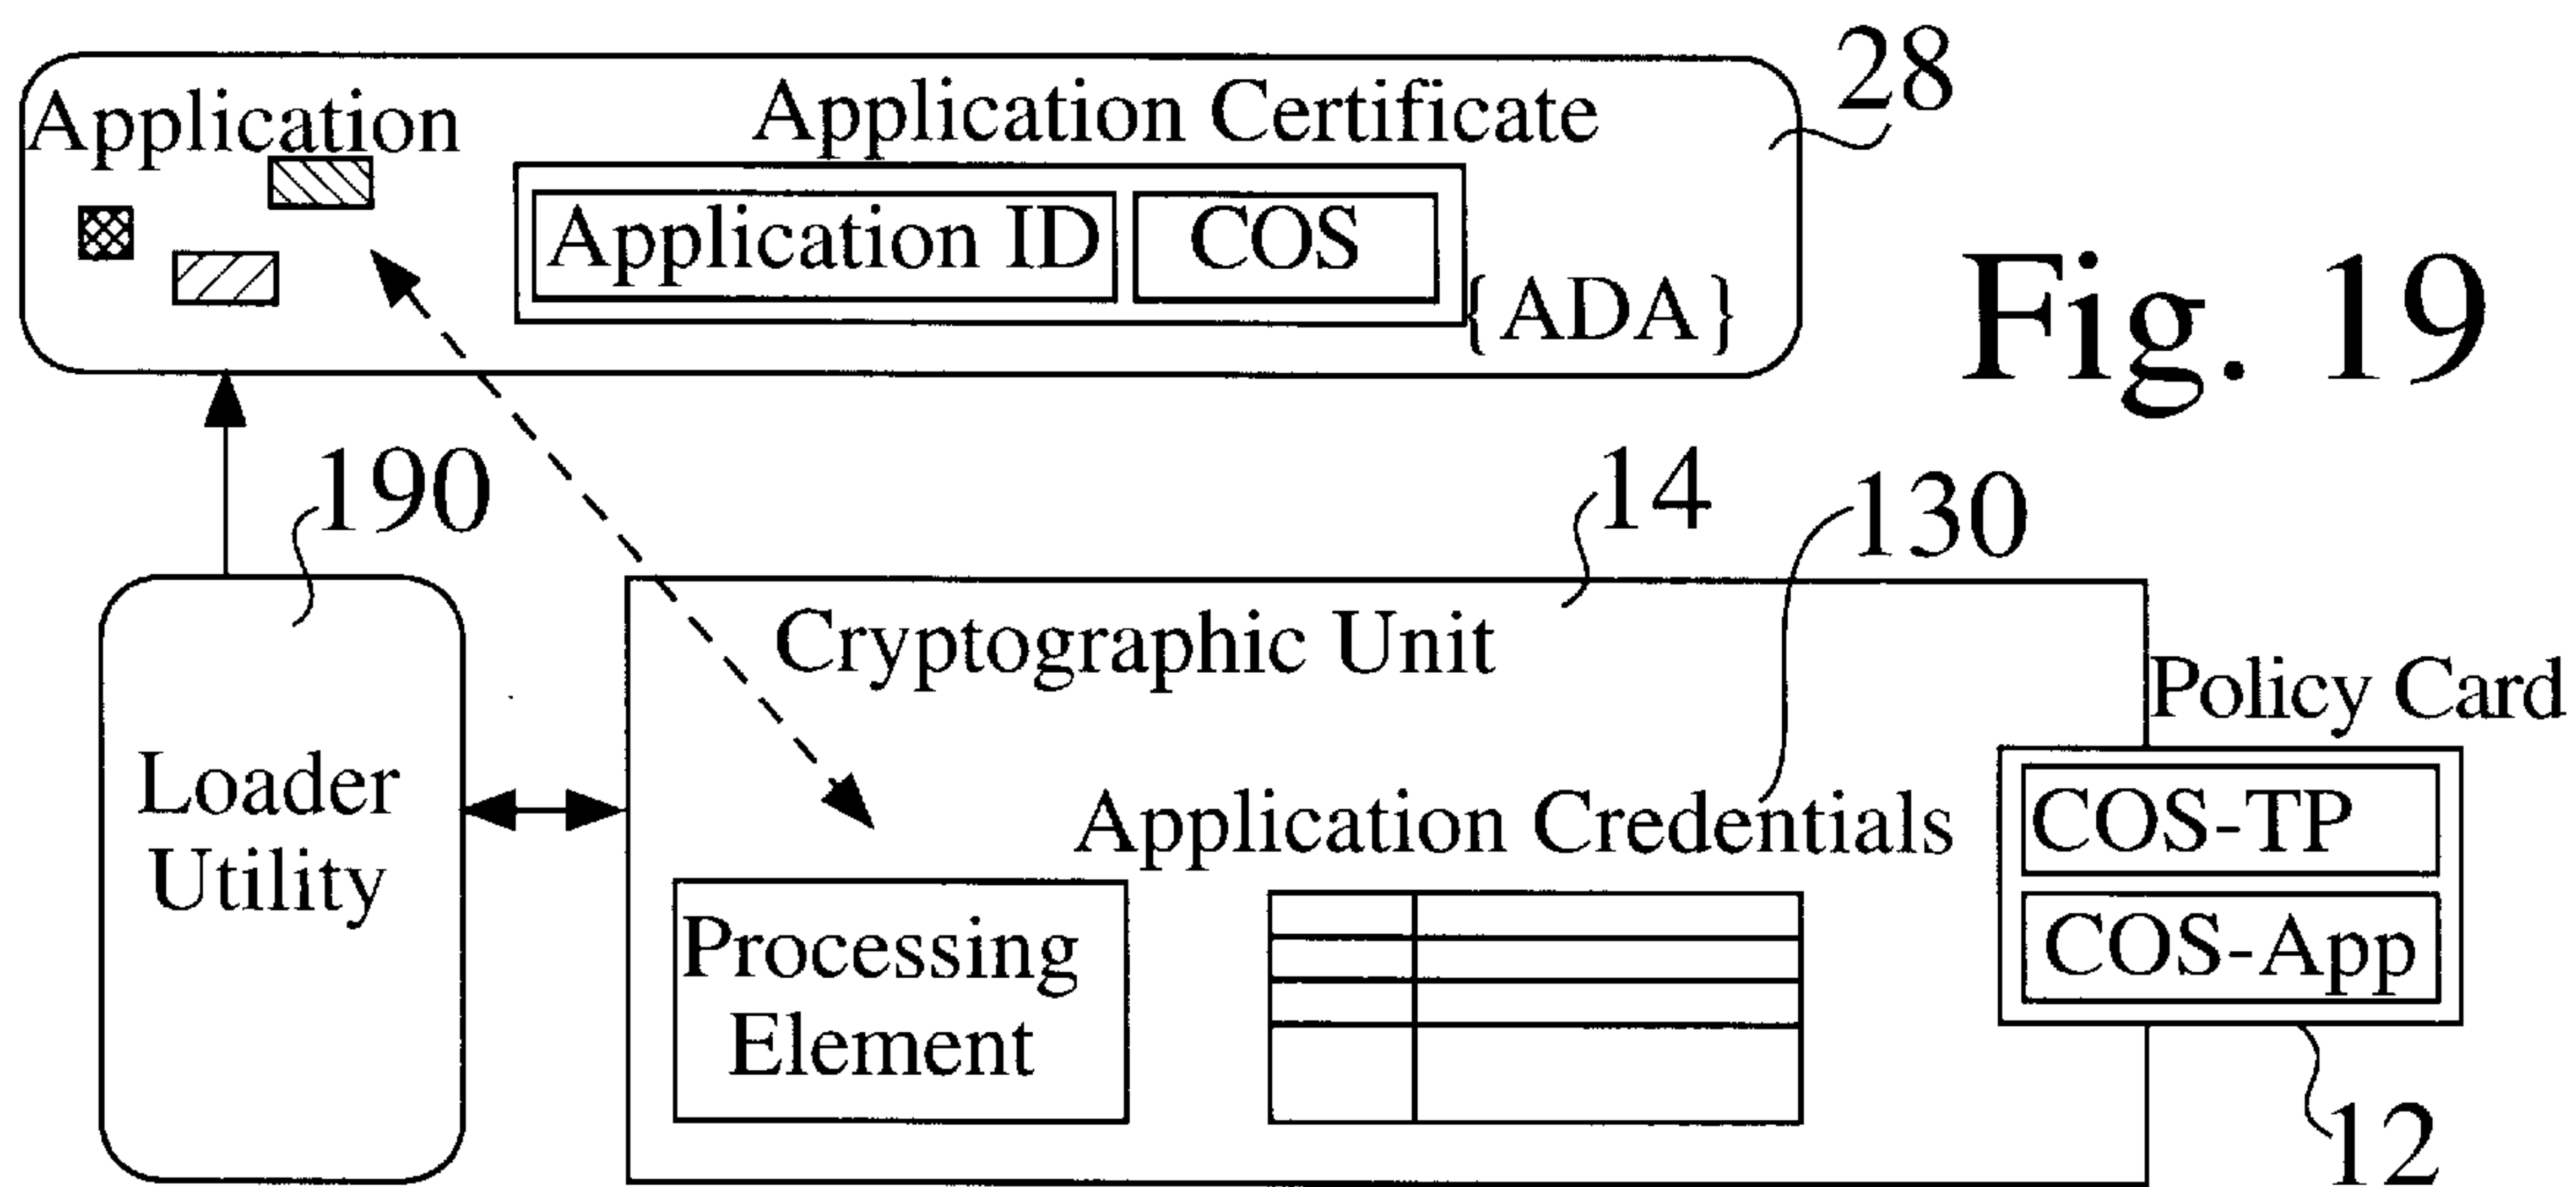 28
Application
Application Certificate
Application ID
COS
{ADA}
Fig. 19
190
14
130
Cryptographic Unit
Policy Card
Loader
Utility
Application Credentials
COS-TP
COS-App
Processing
Element
12